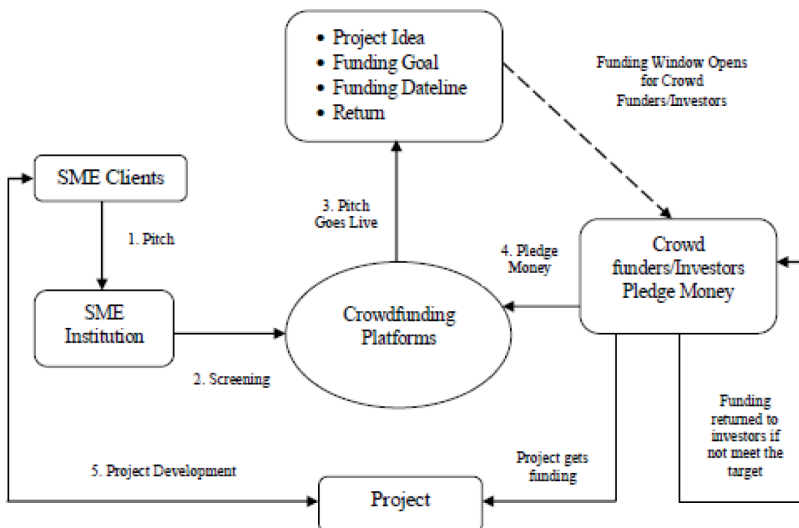 • Project Idea
• Funding Goal
• Funding Dateline
• Return
Funding Window Opens
for Crowd
Funders/Investors
SME Clients
1. Pitch
3. Pitch
Goes Live
4. Pledge
Money
Crowd
funders/Investors
Pledge Money
SME
Institution
2. Screening
Crowdfunding
Platforms
Funding
returned to
investors if
not meet the
target
5. Project Development
Project gets
funding
Project